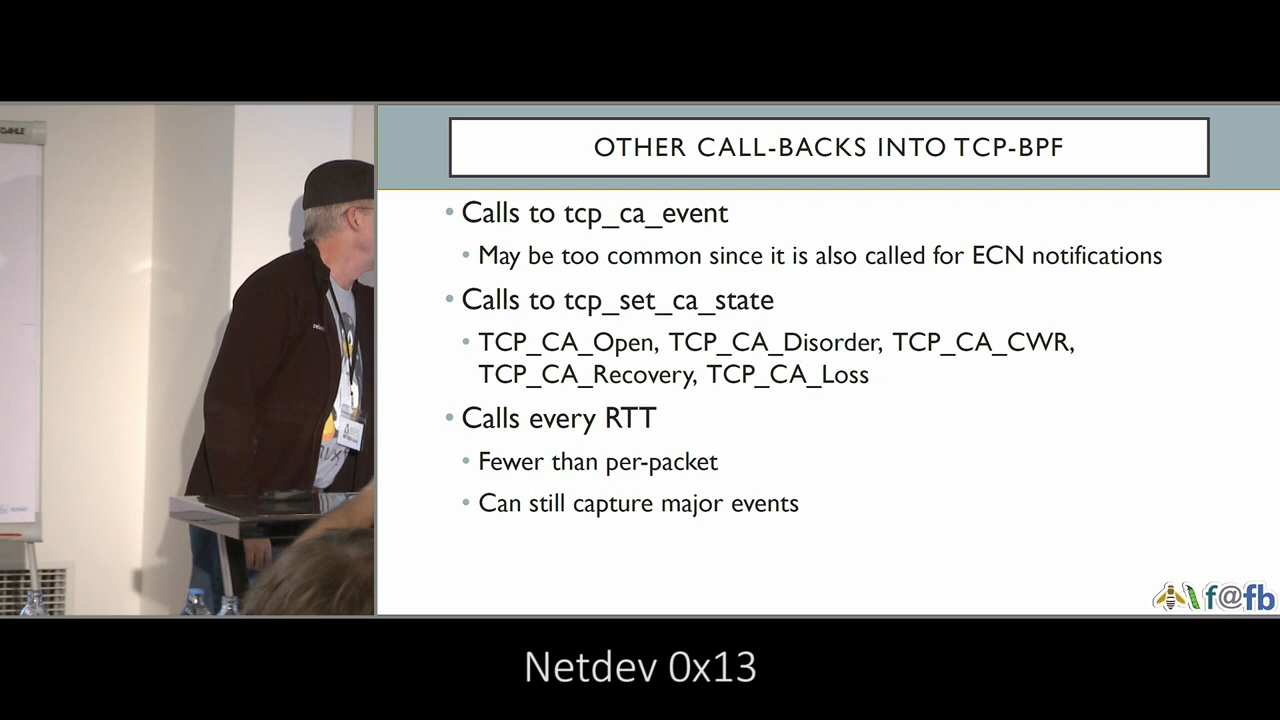 DAHLE
OTHER CALL-BACKS INTO TCP-BPF
• Calls to tcp_ca_event
• May be too common since it is also called for ECN notifications
• Calls to tcp_set_ca_state
• TCP_CA_Open, TCP_CA_Disorder, TCP_CA_CWR,
TCP_CA_Recovery, TCP_CA_Loss
• Calls every RTT
• Fewer than per-packet
• Can still capture major events
f@fb
Netdev 0x13